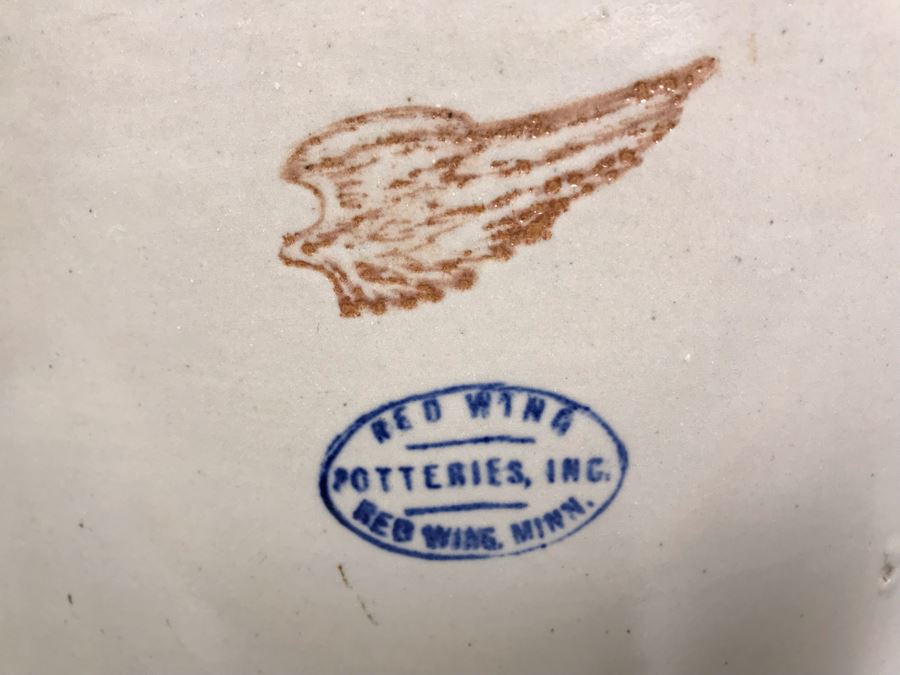 RED WING
POTTERIES, INC.
RED WING, MINN.